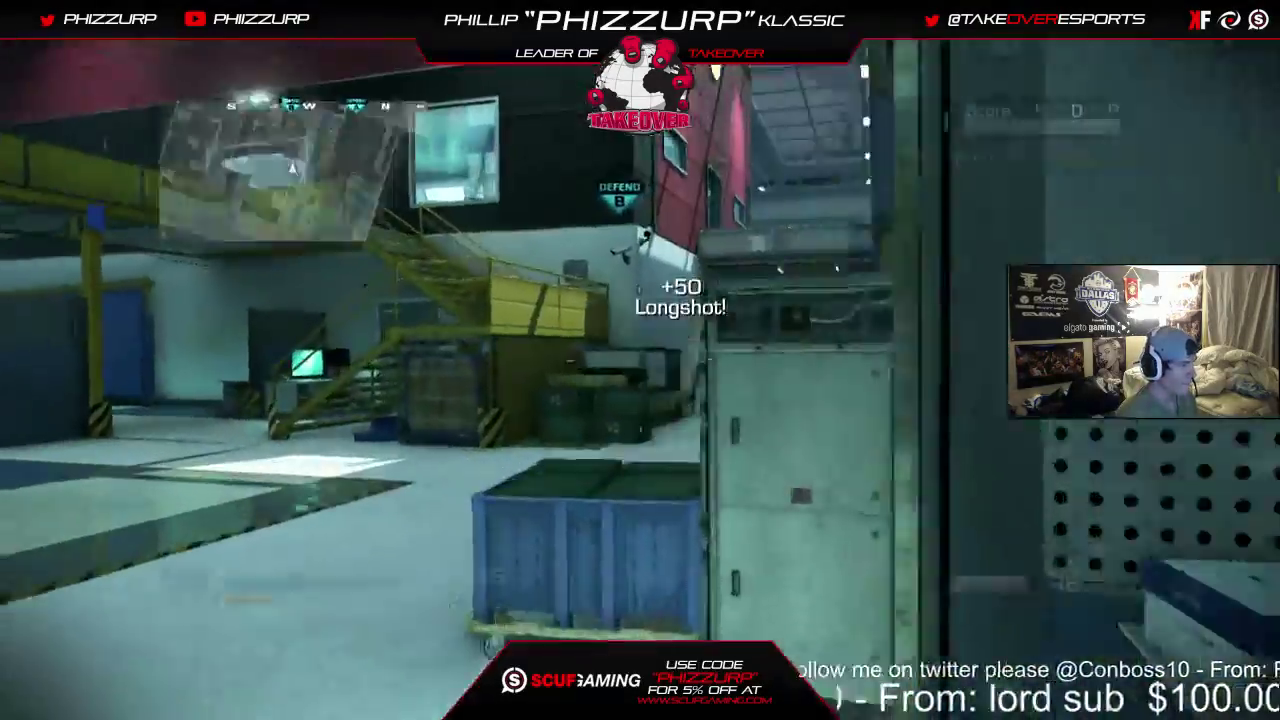 PHIZZURP
PHIIZZURP
PHILLIP "PHIZZURP" KLASSIC
@TAKEOVERESPORTS
LEADER OF TAKEOVER
TAKEOVER
S W N
Score
DEFEND
B
+50
Longshot!
DALLAS
astro
elgato gaming
SCUFGAMING
USE CODE
"PHIZZURP"
FOR 5% OFF AT
WWW.SCUFGAMING.COM
ollow me on twitter please @Conboss10 - From:
) - From: lord sub $100.00